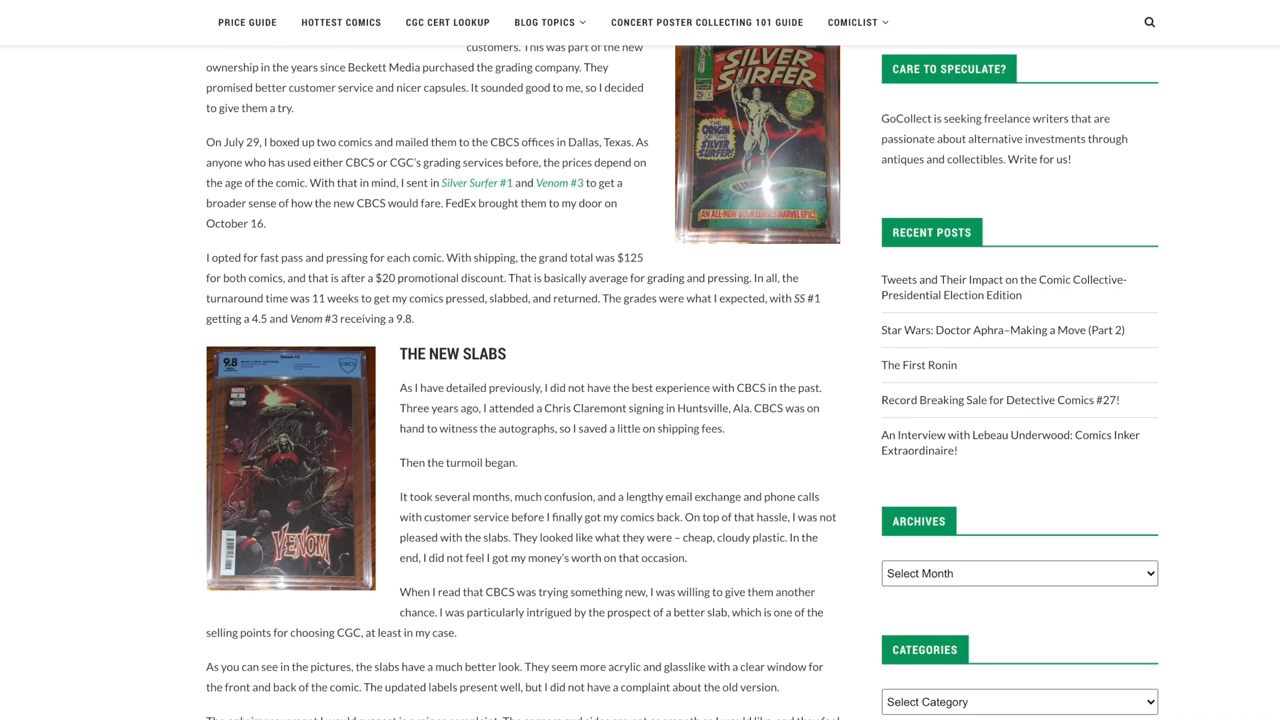 PRICE GUIDE HOTTEST COMICS CGC CERT LOOKUP BLOG TOPICS CONCERT POSTER COLLECTING 101 GUIDE COMICLIST
customers. This was part of the new
ownership in the years since Beckett Media purchased the grading company. They
promised better customer service and nicer capsules. It sounded good to me, so I decided
to give them a try.
On July 29, I boxed up two comics and mailed them to the CBCS offices in Dallas, Texas. As
anyone who has used either CBCS or CGC's grading services before, the prices depend on
the age of the comic. With that in mind, I sent in Silver Surfer #1 and Venom #3 to get a
broader sense of how the new CBCS would fare. FedEx brought them to my door on
October 16.
THE
SILVER
SURFER
THE ORIGIN OF THE SILVER SURFER!
AN ALL-NEW BOOK-LENGTH MARVEL EPIC!
I opted for fast pass and pressing for each comic. With shipping, the grand total was $125
for both comics, and that is after a $20 promotional discount. That is basically average for grading and pressing. In all, the
turnaround time was 11 weeks to get my comics pressed, slabbed, and returned. The grades were what I expected, with SS #1
getting a 4.5 and Venom #3 receiving a 9.8.
9.8
CBCS
VENOM
THE NEW SLABS
As I have detailed previously, I did not have the best experience with CBCS in the past.
Three years ago, I attended a Chris Claremont signing in Huntsville, Ala. CBCS was on
hand to witness the autographs, so I saved a little on shipping fees.
Then the turmoil began.
It took several months, much confusion, and a lengthy email exchange and phone calls
with customer service before I finally got my comics back. On top of that hassle, I was not
pleased with the slabs. They looked like what they were – cheap, cloudy plastic. In the
end, I did not feel I got my money's worth on that occasion.
When I read that CBCS was trying something new, I was willing to give them another
chance. I was particularly intrigued by the prospect of a better slab, which is one of the
selling points for choosing CGC, at least in my case.
As you can see in the pictures, the slabs have a much better look. They seem more acrylic and glasslike with a clear window for
the front and back of the comic. The updated labels present well, but I did not have a complaint about the old version.
CARE TO SPECULATE?
GoCollect is seeking freelance writers that are
passionate about alternative investments through
antiques and collectibles. Write for us!
RECENT POSTS
Tweets and Their Impact on the Comic Collective-
Presidential Election Edition
Star Wars: Doctor Aphra–Making a Move (Part 2)
The First Ronin
Record Breaking Sale for Detective Comics #27!
An Interview with Lebeau Underwood: Comics Inker
Extraordinaire!
ARCHIVES
Select Month
CATEGORIES
Select Category